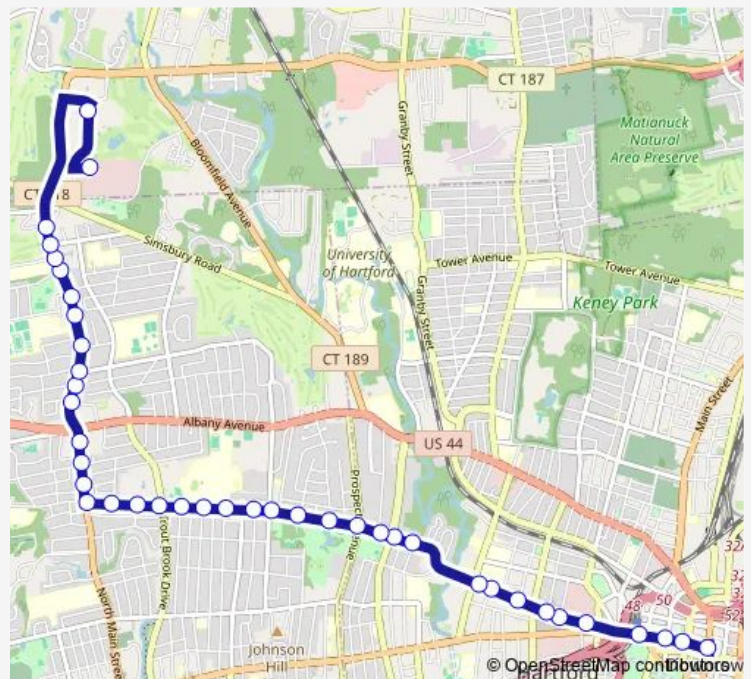 CT 187
Granby Street
Matianuck
Natural
Area Preserve
Bloomfield Avenue
Simsbury Road
University
of Hartford
Tower Avenue
Tower Avenue
Granby Street
Keney Park
CT 189
Main Street
Albany Avenue
US 44
Prospect Avenue
Trout Brook Drive
North Main Street
Johnson
Hill
48
50
Hartford
© OpenStreetMap contributors